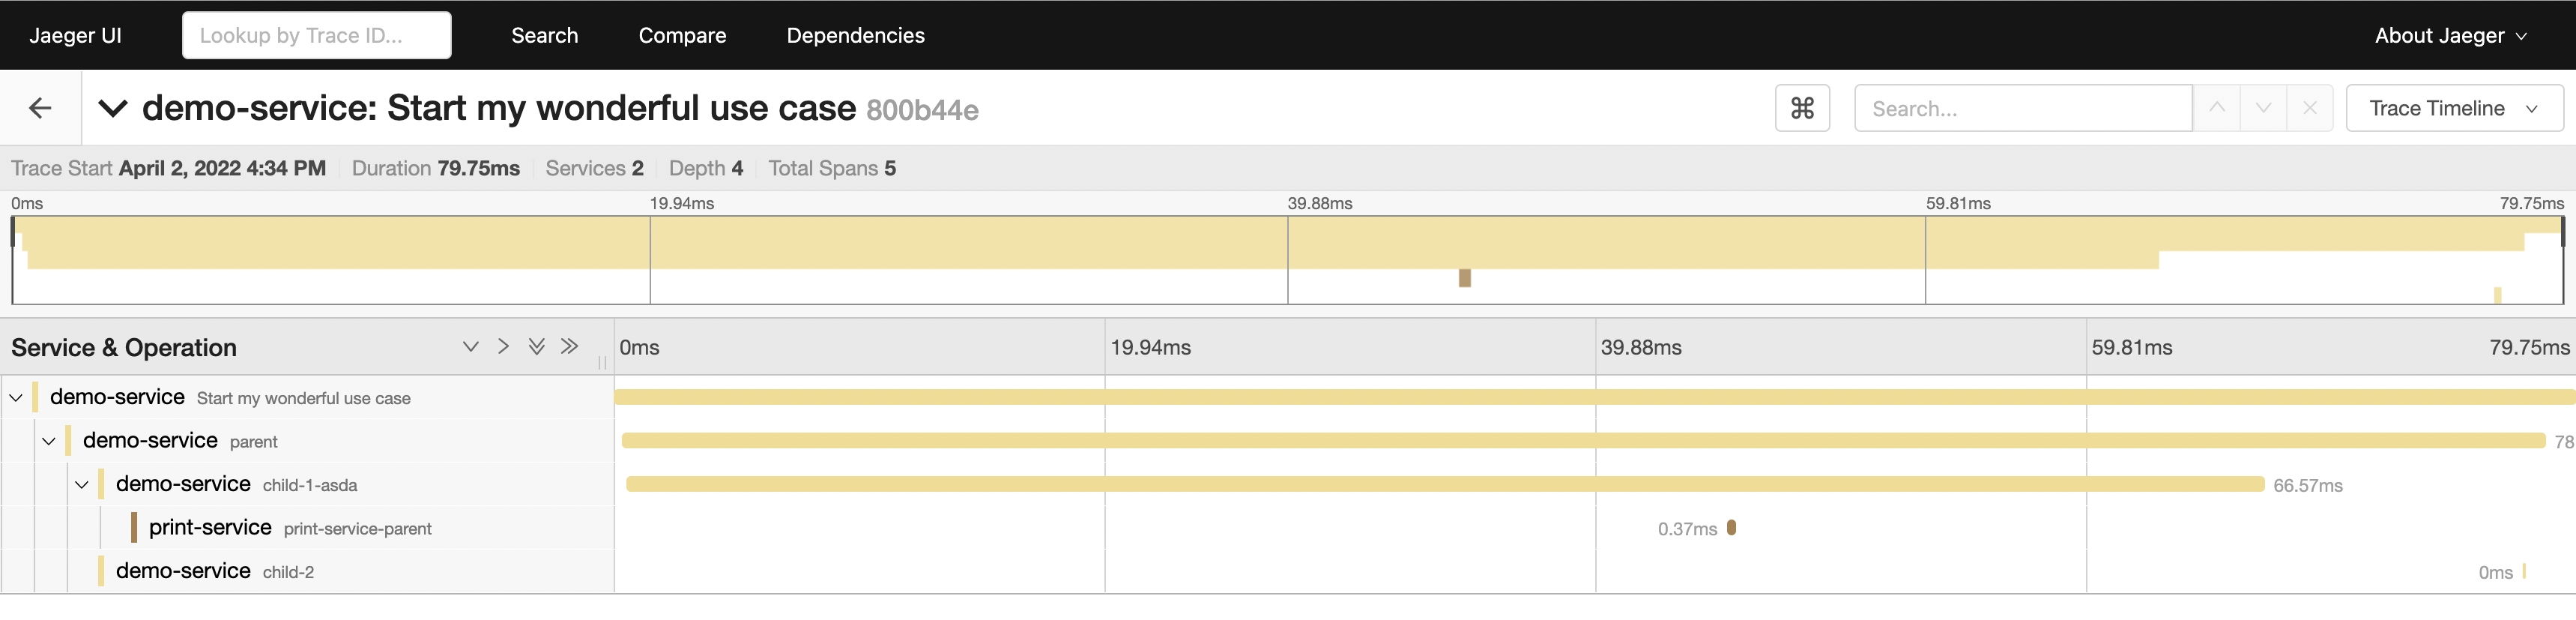 Jaeger UI Lookup by Trace ID... Search Compare Dependencies About Jaeger
demo-service: Start my wonderful use case 800b44e ⌘ Search... Trace Timeline
Trace Start April 2, 2022 4:34 PM Duration 79.75ms Services 2 Depth 4 Total Spans 5
0ms 19.94ms 39.88ms 59.81ms 79.75ms
Service & Operation 0ms 19.94ms 39.88ms 59.81ms 79.75ms
demo-service Start my wonderful use case
demo-service parent 78
demo-service child-1-asda 66.57ms
print-service print-service-parent 0.37ms
demo-service child-2 0ms